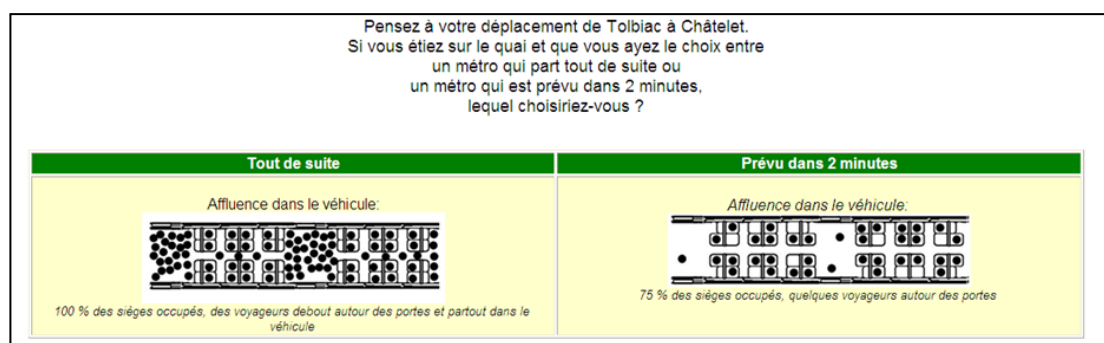 Pensez à votre déplacement de Tolbiac à Châtelet.
Si vous étiez sur le quai et que vous ayez le choix entre
un métro qui part tout de suite ou
un métro qui est prévu dans 2 minutes,
lequel choisiriez-vous ?
Tout de suite
Prévu dans 2 minutes
Affluence dans le véhicule:
100 % des sièges occupés, des voyageurs debout autour des portes et partout dans le
véhicule
Affluence dans le véhicule:
75 % des sièges occupés, quelques voyageurs autour des portes